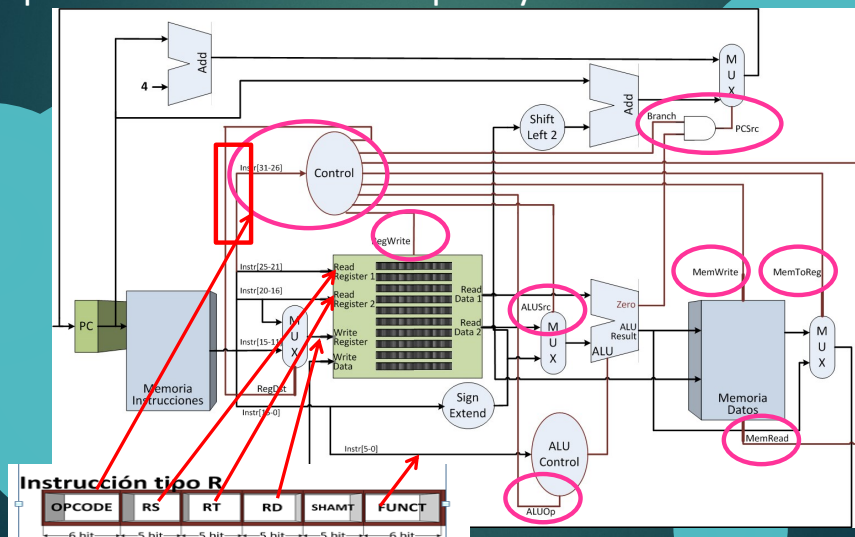 Add
4
M
U
X
Shift
Left 2
Add
Branch
PCSrc
Instr[31-26]
Control
RegWrite
Instr[25-21]
Read
Register 1
Instr[20-16]
Read
Register 2
Read
Data 1
Read
Data 2
M
U
X
Write
Register
Write
Data
PC
Instr[15-11]
RegDst
Memoria
Instrucciones
ALUSrc
M
U
X
Zero
ALU
Result
ALU
MemWrite
MemToReg
M
U
X
Memoria
Datos
MemRead
Sign
Extend
Instr[15-0]
Instr[5-0]
ALU
Control
ALUOp
Instrucción tipo R
OPCODE RS RT RD SHAMT FUNCT
6 bit 5 bit 5 bit 5 bit 5 bit 6 bit